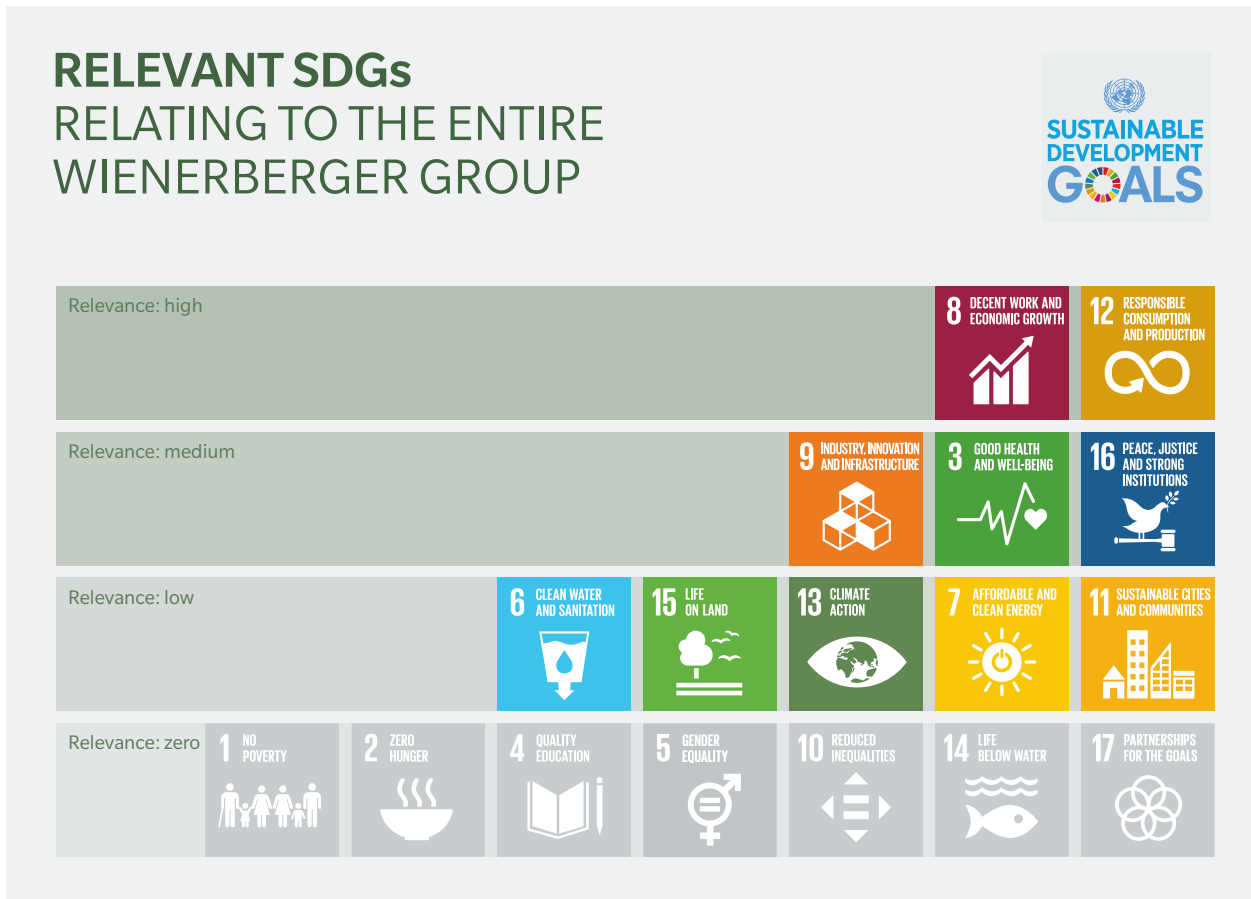 RELEVANT SDGs
RELATING TO THE ENTIRE
WIENERBERGER GROUP
SUSTAINABLE
DEVELOPMENT
GOALS
Relevance: high
8 DECENT WORK AND
ECONOMIC GROWTH
12 RESPONSIBLE
CONSUMPTION
AND PRODUCTION
Relevance: medium
9 INDUSTRY, INNOVATION
AND INFRASTRUCTURE
3 GOOD HEALTH
AND WELL-BEING
16 PEACE, JUSTICE
AND STRONG
INSTITUTIONS
Relevance: low
6 CLEAN WATER
AND SANITATION
15 LIFE
ON LAND
13 CLIMATE
ACTION
7 AFFORDABLE AND
CLEAN ENERGY
11 SUSTAINABLE CITIES
AND COMMUNITIES
Relevance: zero
1 NO
POVERTY
2 ZERO
HUNGER
4 QUALITY
EDUCATION
5 GENDER
EQUALITY
10 REDUCED
INEQUALITIES
14 LIFE
BELOW WATER
17 PARTNERSHIPS
FOR THE GOALS